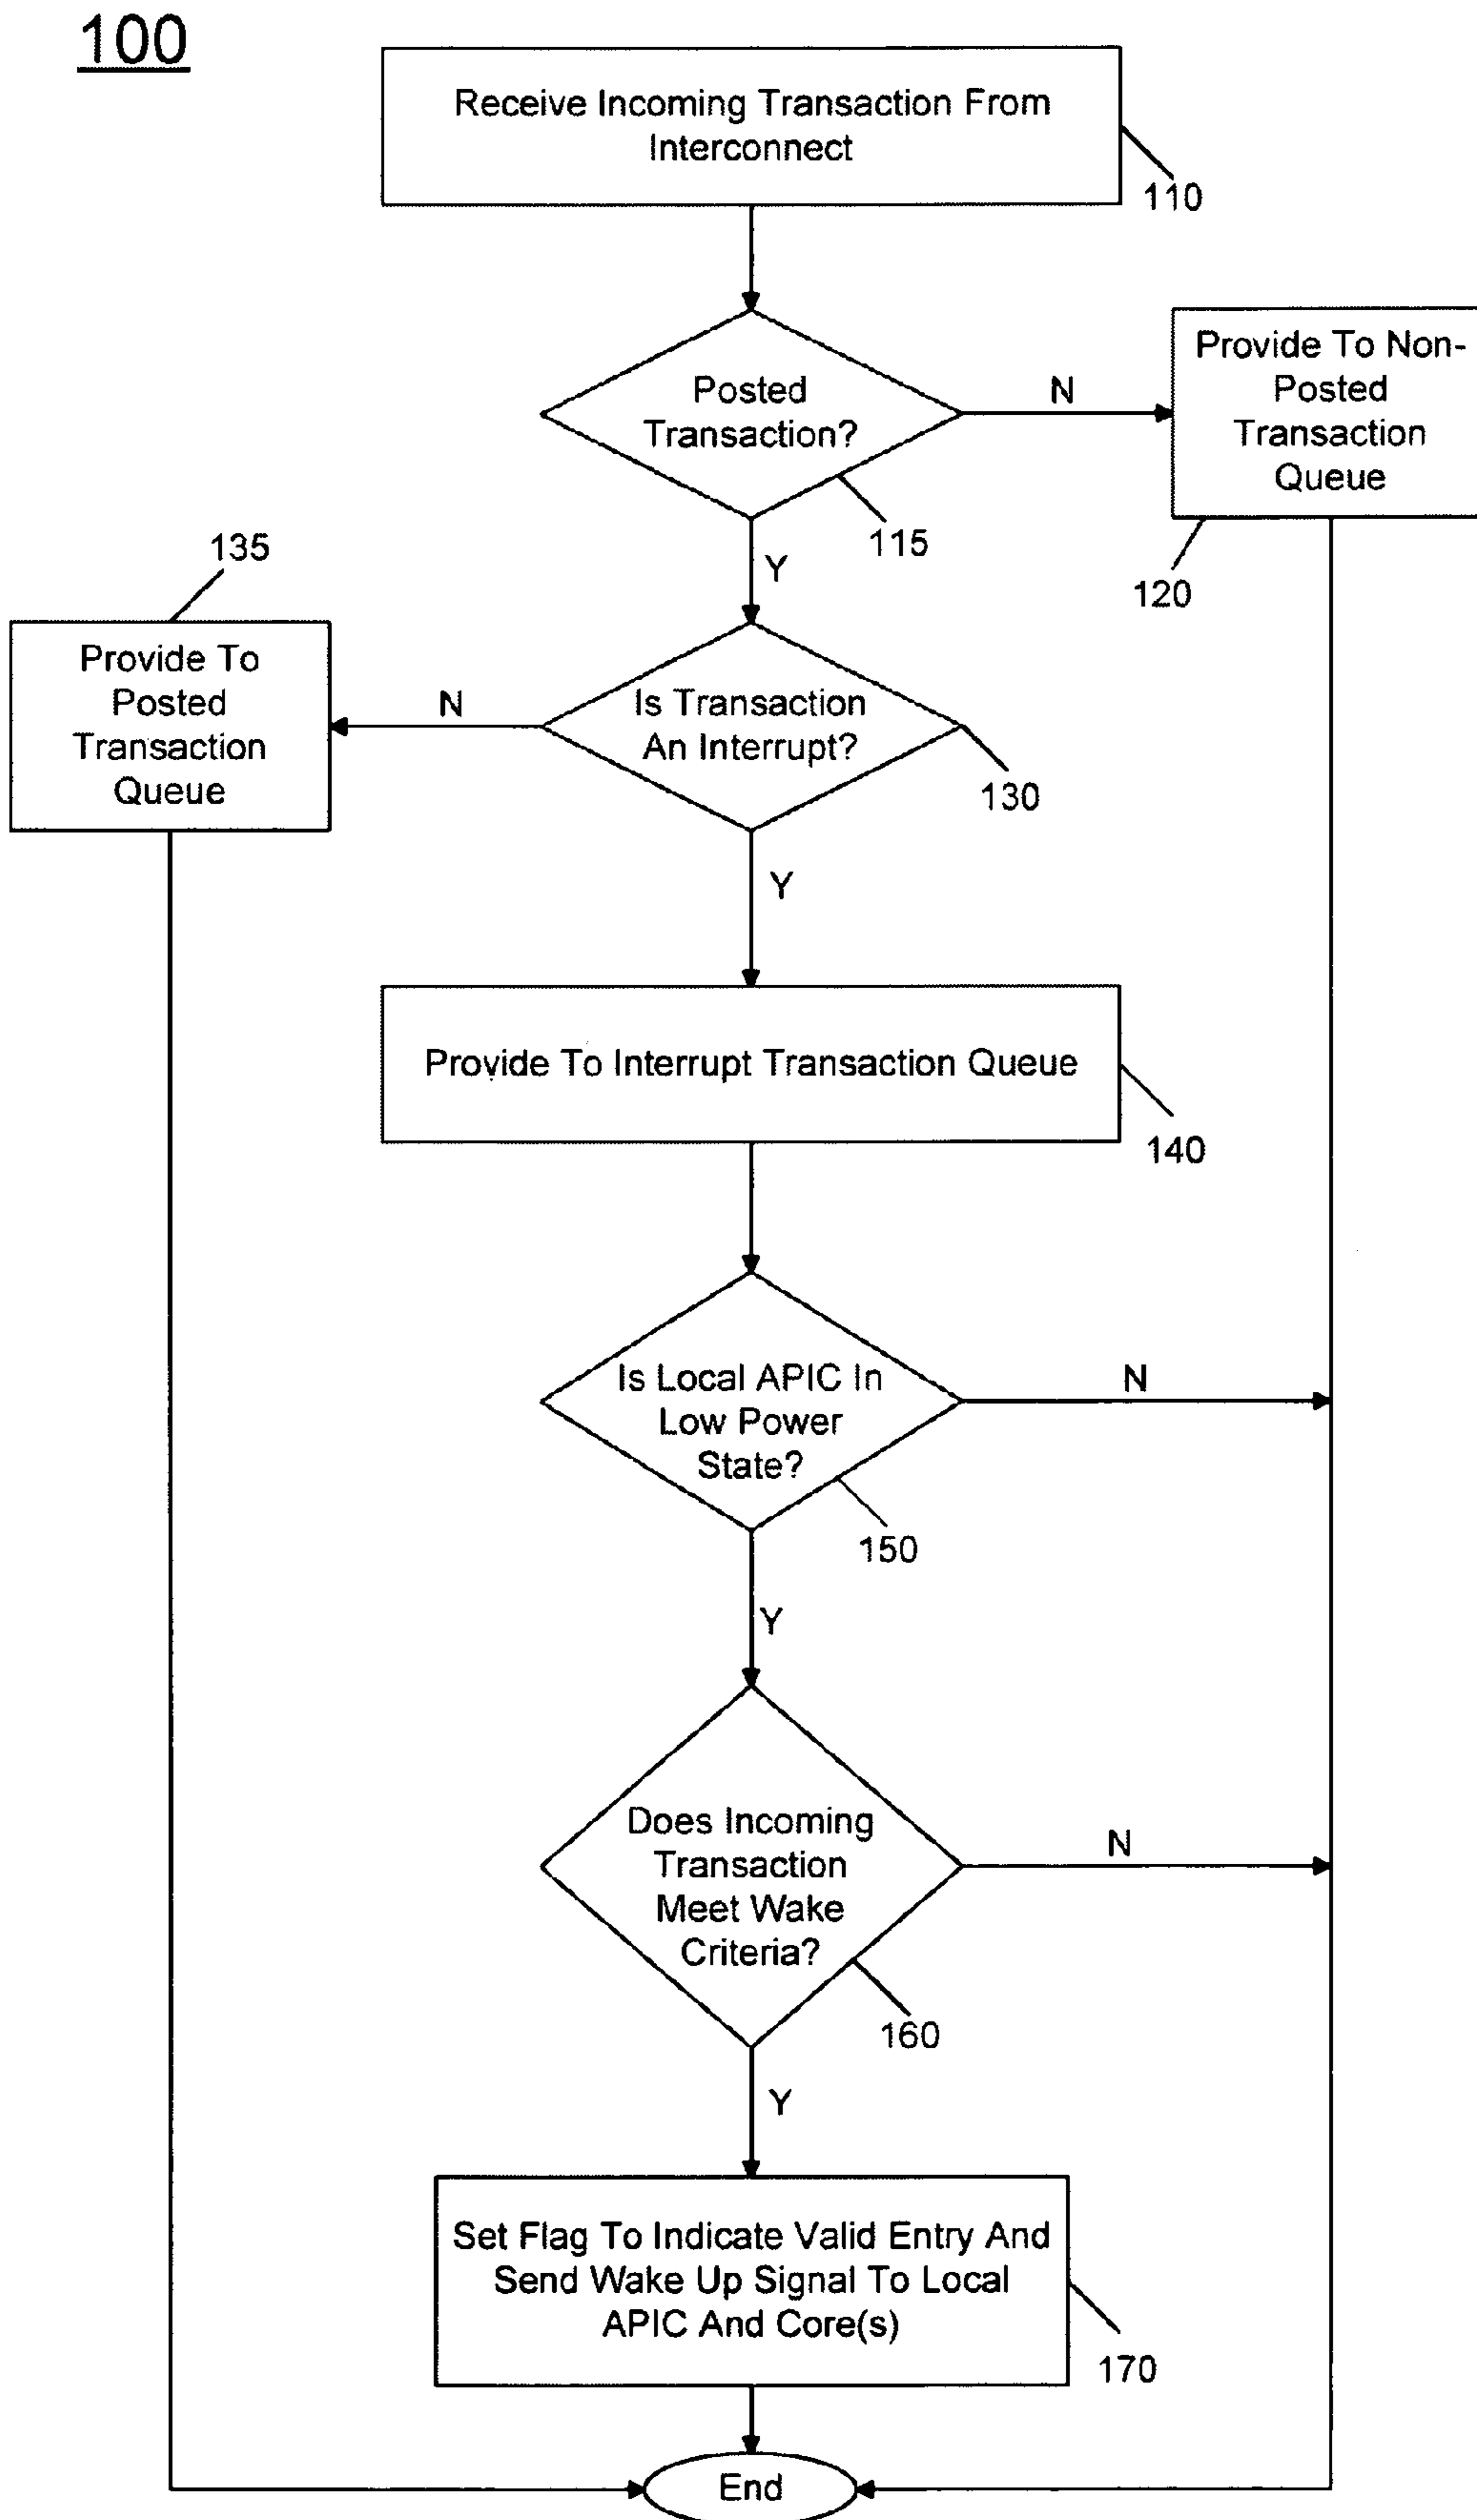 100
Receive Incoming Transaction From
Interconnect
110
Posted
Transaction?
115
N
Provide To Non-
Posted
Transaction
Queue
120
Y
135
Provide To
Posted
Transaction
Queue
N
Is Transaction
An Interrupt?
130
Y
Provide To Interrupt Transaction Queue
140
Is Local APIC In
Low Power
State?
N
150
Y
Does Incoming
Transaction
Meet Wake
Criteria?
N
160
Y
Set Flag To Indicate Valid Entry And
Send Wake Up Signal To Local
APIC And Core(s)
170
End